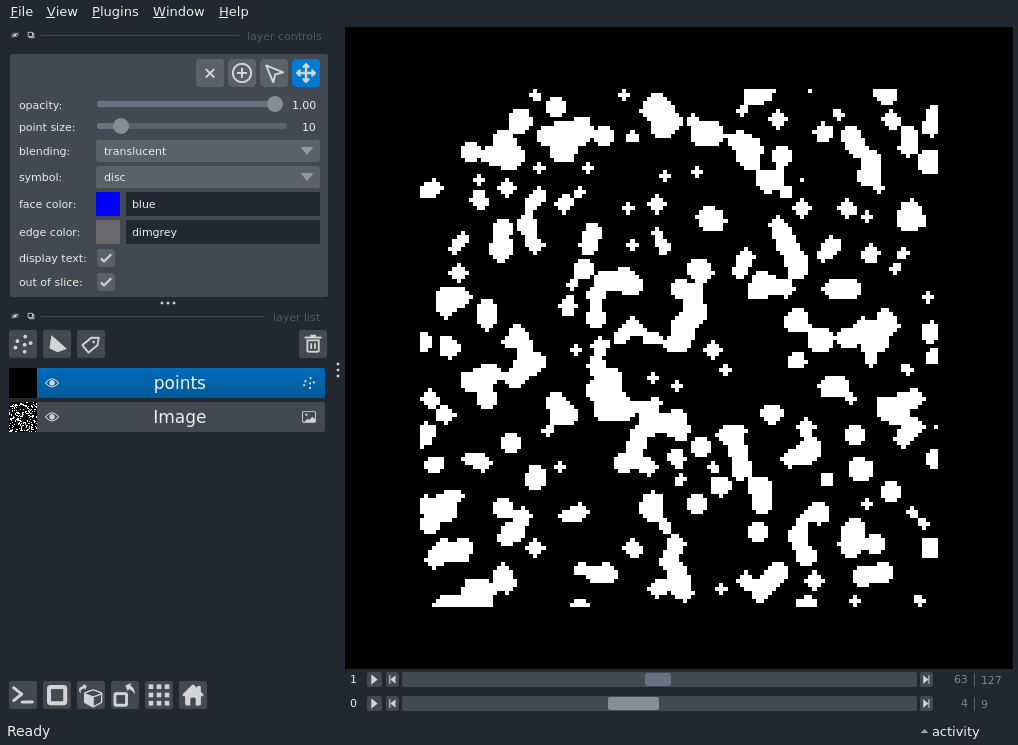 File View Plugins Window Help
layer controls
opacity: 1.00
point size: 10
blending: translucent
symbol: disc
face color: blue
edge color: dimgrey
display text:
out of slice:
layer list
points
Image
1 63 127
0 4 9
Ready activity